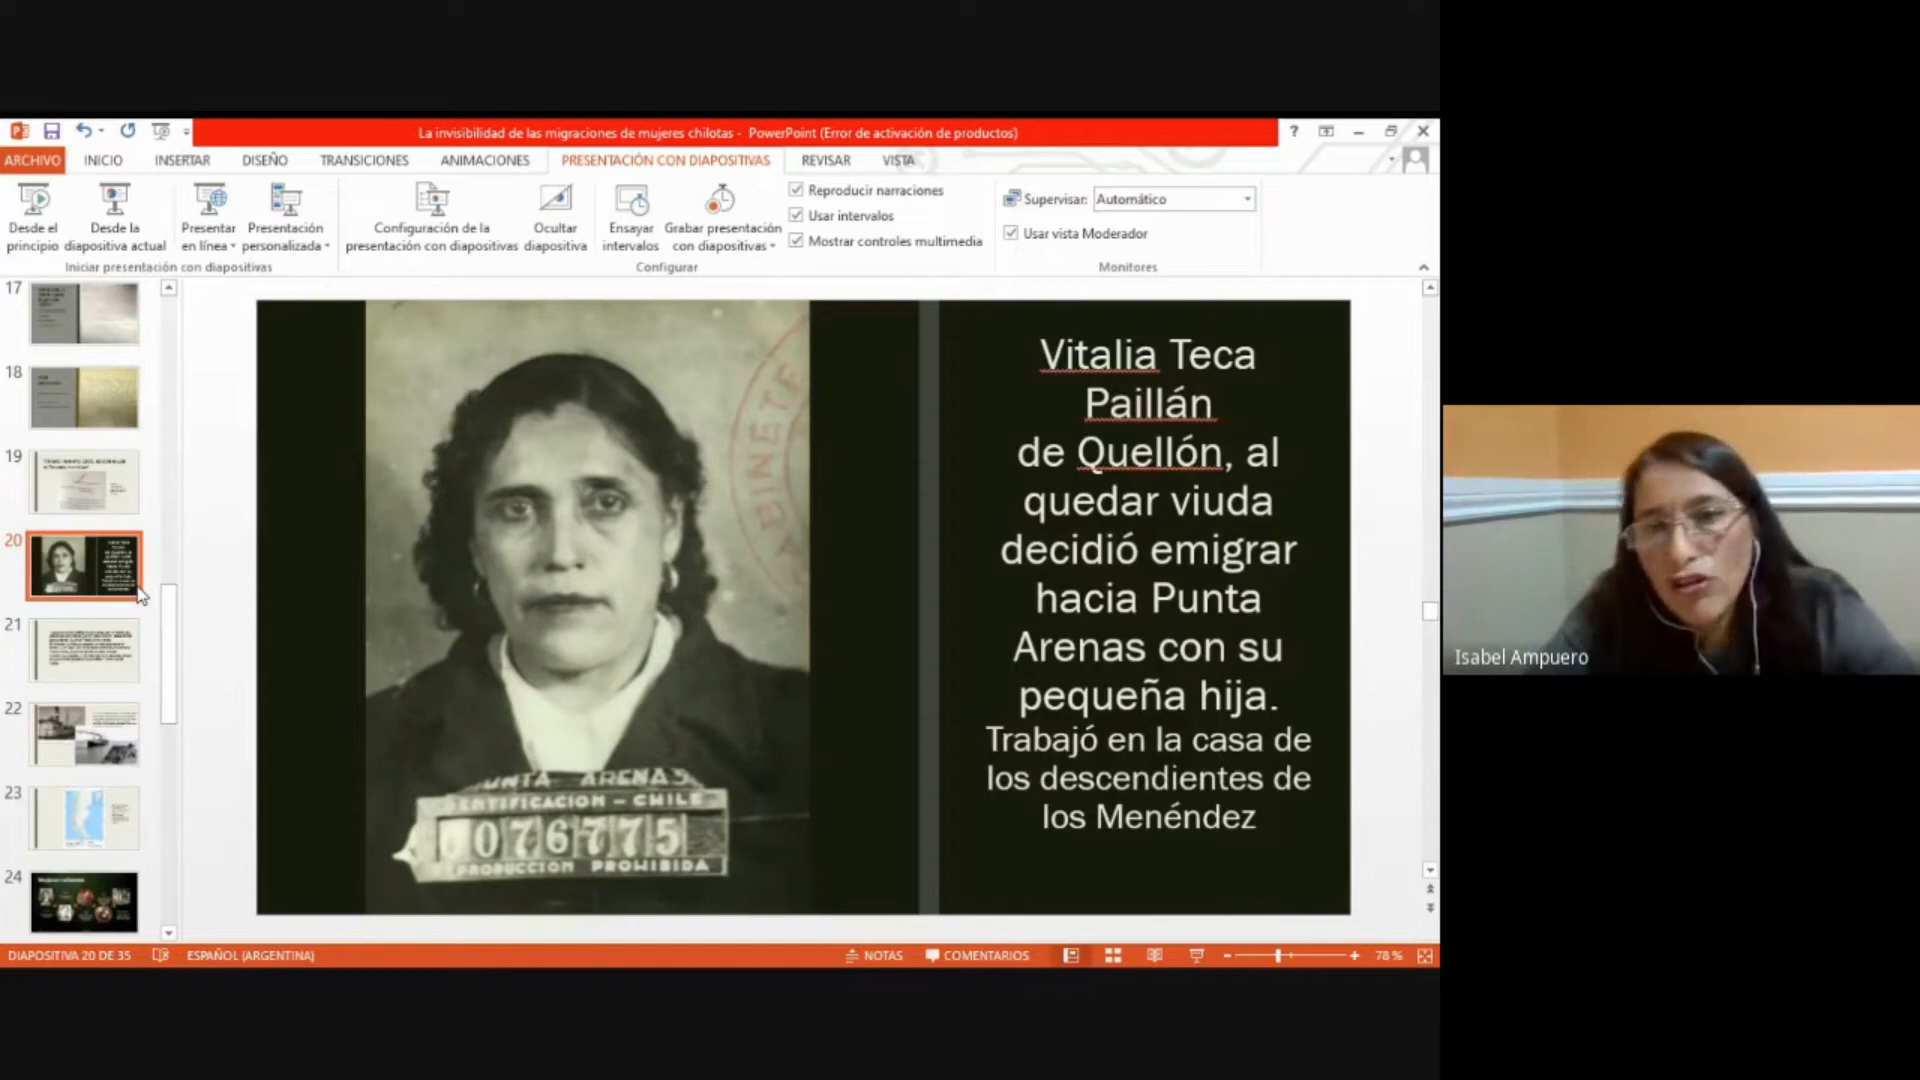 La invisibilidad de las migraciones de mujeres chilotas - PowerPoint (Error de activación de productos)
ARCHIVO INICIO INSERTAR DISEÑO TRANSICIONES ANIMACIONES PRESENTACIÓN CON DIAPOSITIVAS REVISAR VISTA
Desde el principio
Desde la diapositiva actual
Presentar en línea
Presentación personalizada
Iniciar presentación con diapositivas
Configuración de la presentación con diapositivas
Ocultar diapositiva
Ensayar intervalos
Grabar presentación con diapositivas
Reproducir narraciones
Usar intervalos
Mostrar controles multimedia
Configurar
Supervisar: Automático
Usar vista Moderador
Monitores
17
18
19
20
21
22
23
24
BINETE
UNTA ARENAS
ENTIFICACION - CHILE
076775
PRODUCCION PROHIBIDA
Vitalia Teca
Paillán
de Quellón, al
quedar viuda
decidió emigrar
hacia Punta
Arenas con su
pequeña hija.
Trabajó en la casa de
los descendientes de
los Menéndez
Isabel Ampuero
DIAPOSITIVA 20 DE 35 ESPAÑOL (ARGENTINA) NOTAS COMENTARIOS 78 %